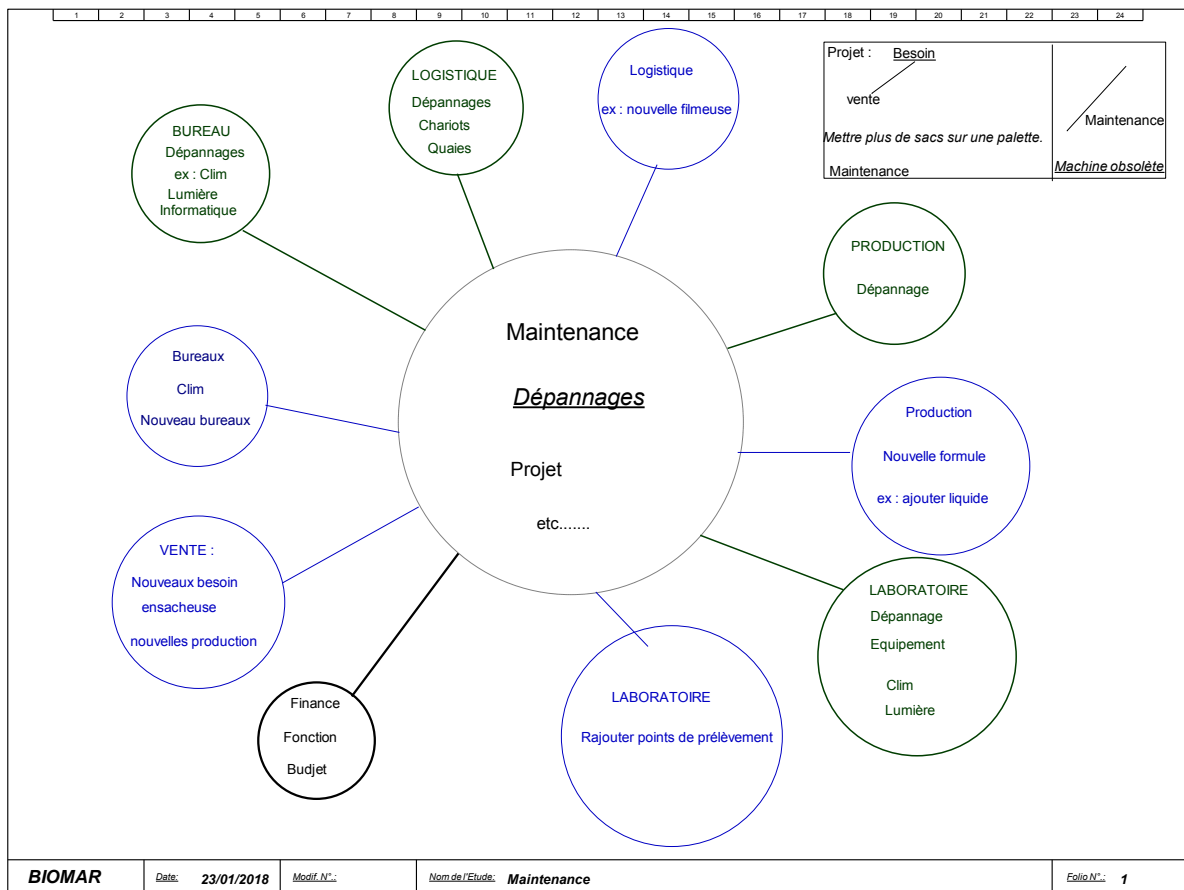 1 2 3 4 5 6 7 8 9 10 11 12 13 14 15 16 17 18 19 20 21 22 23 24
LOGISTIQUE
Dépannages
Chariots
Quaies
Logistique
ex : nouvelle filmeuse
Projet : Besoin
vente
Mettre plus de sacs sur une palette.
Maintenance
Maintenance
Machine obsolète
BUREAU
Dépannages
ex : Clim
Lumière
Informatique
PRODUCTION
Dépannage
Maintenance
Dépannages
Projet
etc.......
Bureaux
Clim
Nouveau bureaux
Production
Nouvelle formule
ex : ajouter liquide
VENTE :
Nouveaux besoin
ensacheuse
nouvelles production
LABORATOIRE
Dépannage
Equipement
Clim
Lumière
Finance
Fonction
Budjet
LABORATOIRE
Rajouter points de prélèvement
BIOMAR Date: 23/01/2018 Modif. N°.: Nom de l'Etude: Maintenance Folio N°.: 1